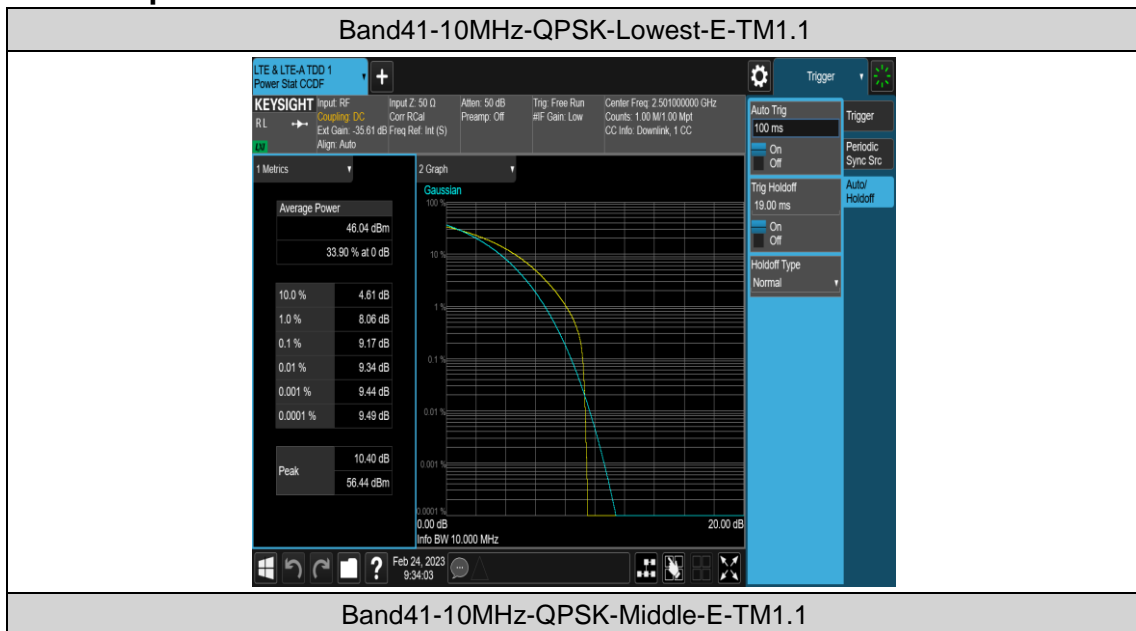 Band41-10MHz-QPSK-Lowest-E-TM1.1
LTE & LTE-A TDD 1
Power Stat CCDF
Trigger
KEYSIGHT
RL
LXI
Input: RF
Coupling: DC
Ext Gain: -35.61 dB
Align: Auto
Input Z: 50 Ω
Corr RCal
Freq Ref: Int (S)
Atten: 50 dB
Preamp: Off
Trig: Free Run
#IF Gain: Low
Center Freq: 2.501000000 GHz
Counts: 1.00 M/1.00 Mpt
CC Info: Downlink, 1 CC
Auto Trig
100 ms
On
Off
Trig Holdoff
19.00 ms
On
Off
Holdoff Type
Normal
Trigger
Periodic
Sync Src
Auto/
Holdoff
1 Metrics
Average Power
46.04 dBm
33.90 % at 0 dB
10.0 % 4.61 dB
1.0 % 8.06 dB
0.1 % 9.17 dB
0.01 % 9.34 dB
0.001 % 9.44 dB
0.0001 % 9.49 dB
Peak
10.40 dB
56.44 dBm
2 Graph
Gaussian
100 %
10 %
1 %
0.1 %
0.01 %
0.001 %
0.0001 %
0.00 dB
20.00 dB
Info BW 10.000 MHz
?
Feb 24, 2023
9:34:03
Band41-10MHz-QPSK-Middle-E-TM1.1